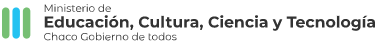 Ministerio de
Educación, Cultura, Ciencia y Tecnología
Chaco Gobierno de todos